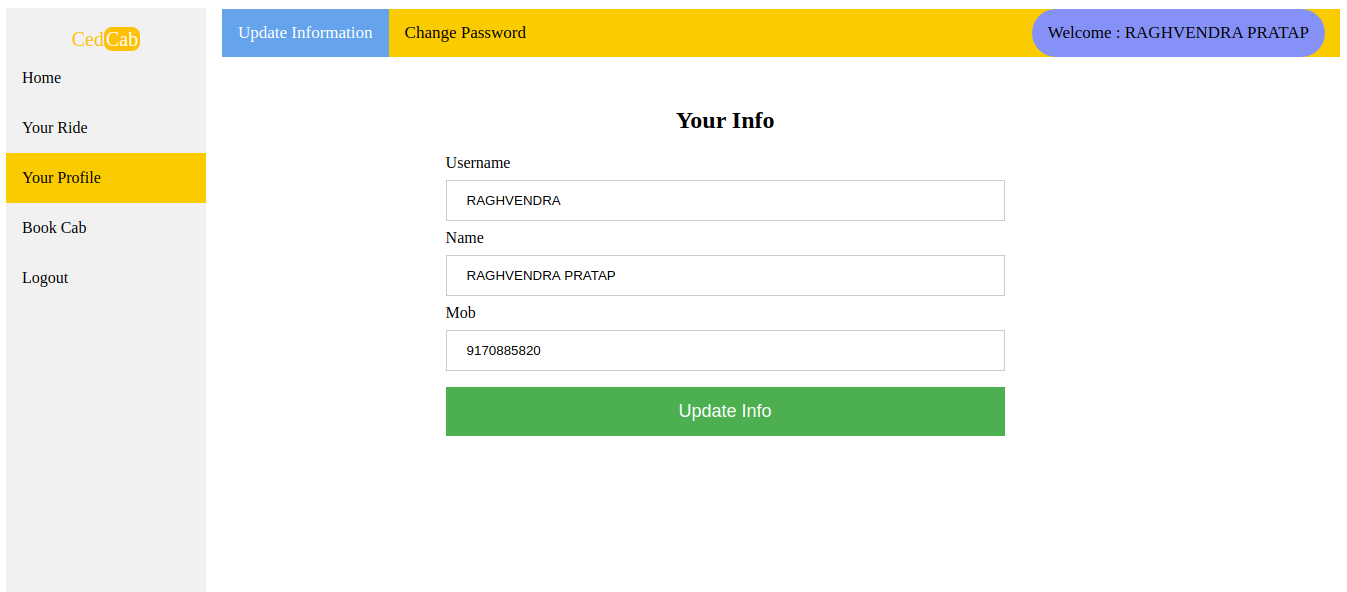 CedCab
Home
Your Ride
Your Profile
Book Cab
Logout
Update Information Change Password Welcome : RAGHVENDRA PRATAP
Your Info
Username
RAGHVENDRA
Name
RAGHVENDRA PRATAP
Mob
9170885820
Update Info